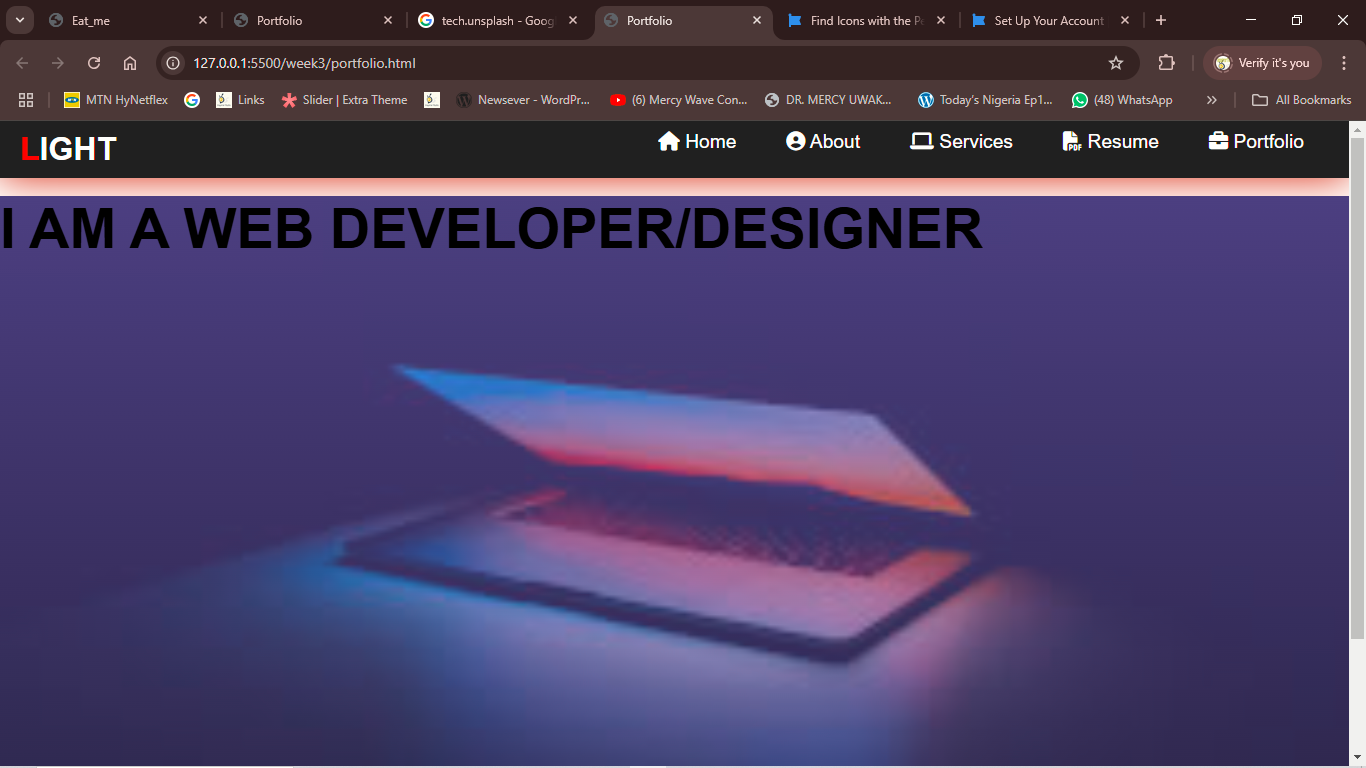 Eat_me
Portfolio
tech.unsplash - Goog
Portfolio
Find Icons with the Pe
Set Up Your Account
127.0.0.1:5500/week3/portfolio.html
Verify it's you
MTN HyNetflex
Links
Slider | Extra Theme
Newsever - WordPr...
(6) Mercy Wave Con...
DR. MERCY UWAK...
Today's Nigeria Ep1...
(48) WhatsApp
All Bookmarks
LIGHT
Home
About
Services
Resume
Portfolio
I AM A WEB DEVELOPER/DESIGNER